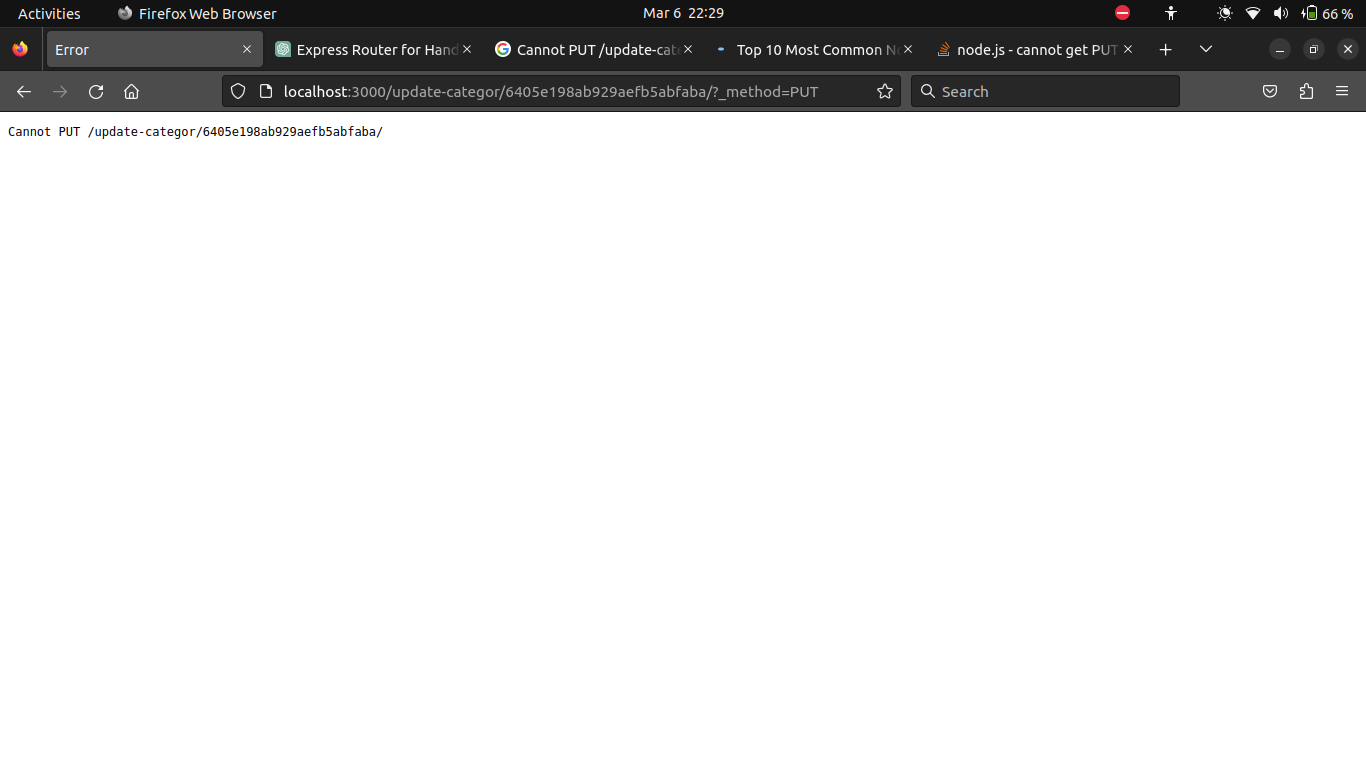 Activities Firefox Web Browser Mar 6 22:29 66 %
Error Express Router for Hand Cannot PUT /update-cate Top 10 Most Common No node.js - cannot get PUT
localhost:3000/update-categor/6405e198ab929aefb5abfaba/?_method=PUT Search
Cannot PUT /update-categor/6405e198ab929aefb5abfaba/